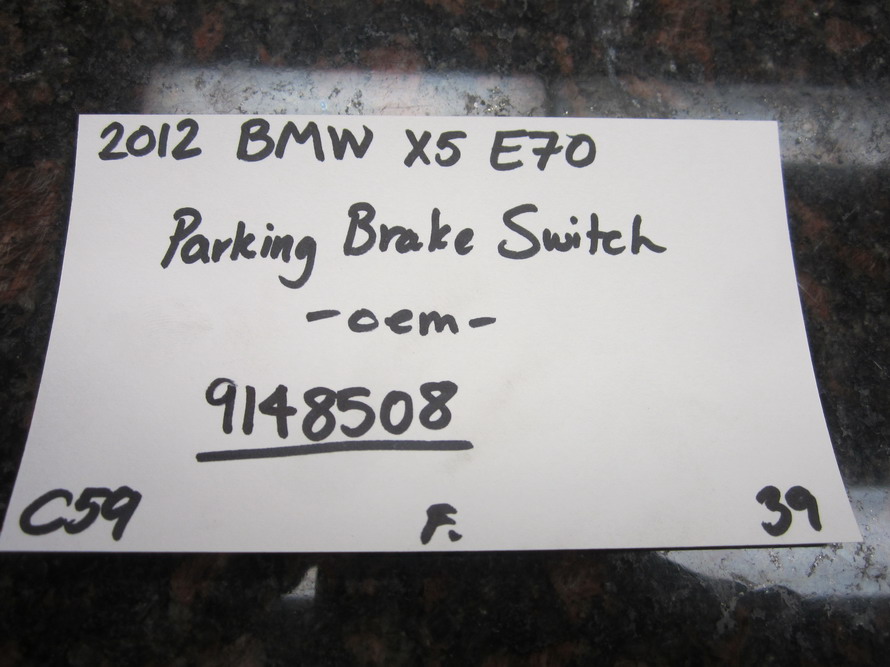 2012 BMW X5 E70
Parking Brake Switch
-oem-
9148508
C59 F. 39